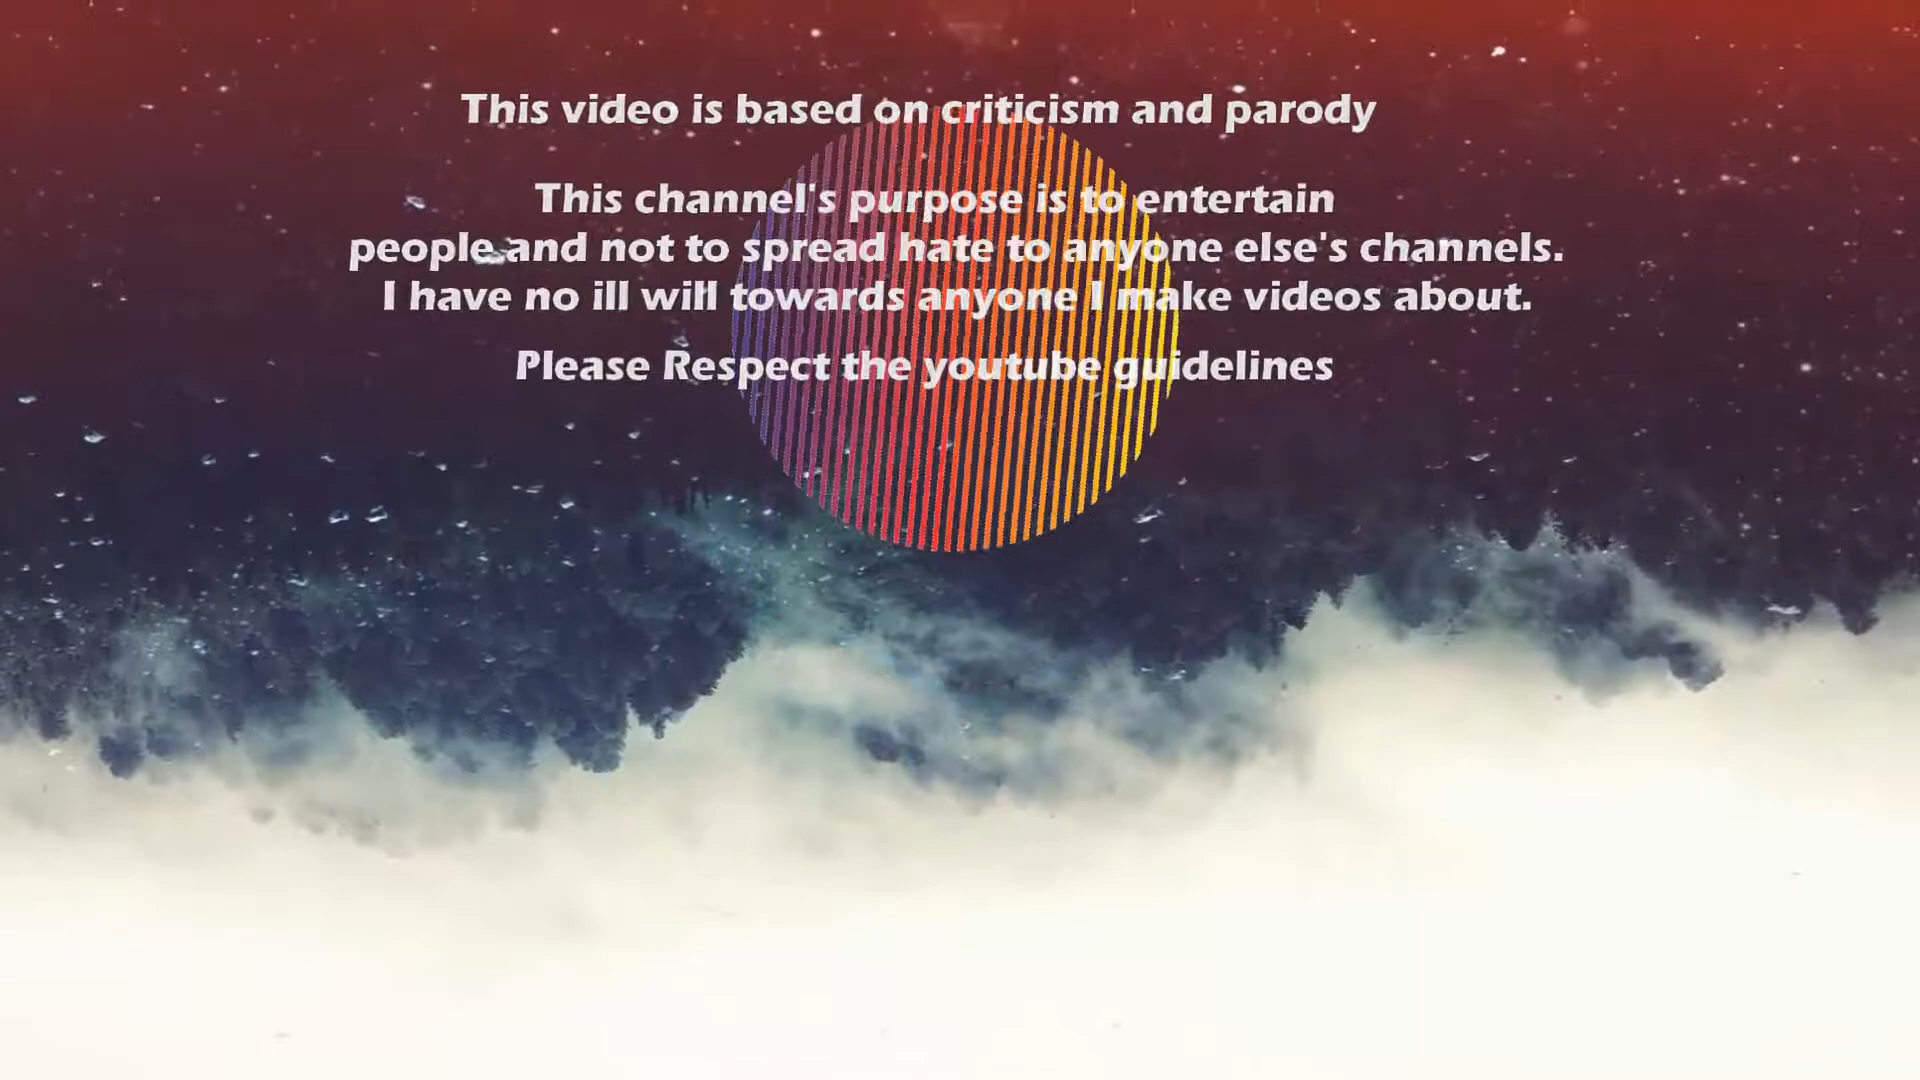 This video is based on criticism and parody
This channel's purpose is to entertain
people and not to spread hate to anyone else's channels.
I have no ill will towards anyone I make videos about.
Please Respect the youtube guidelines